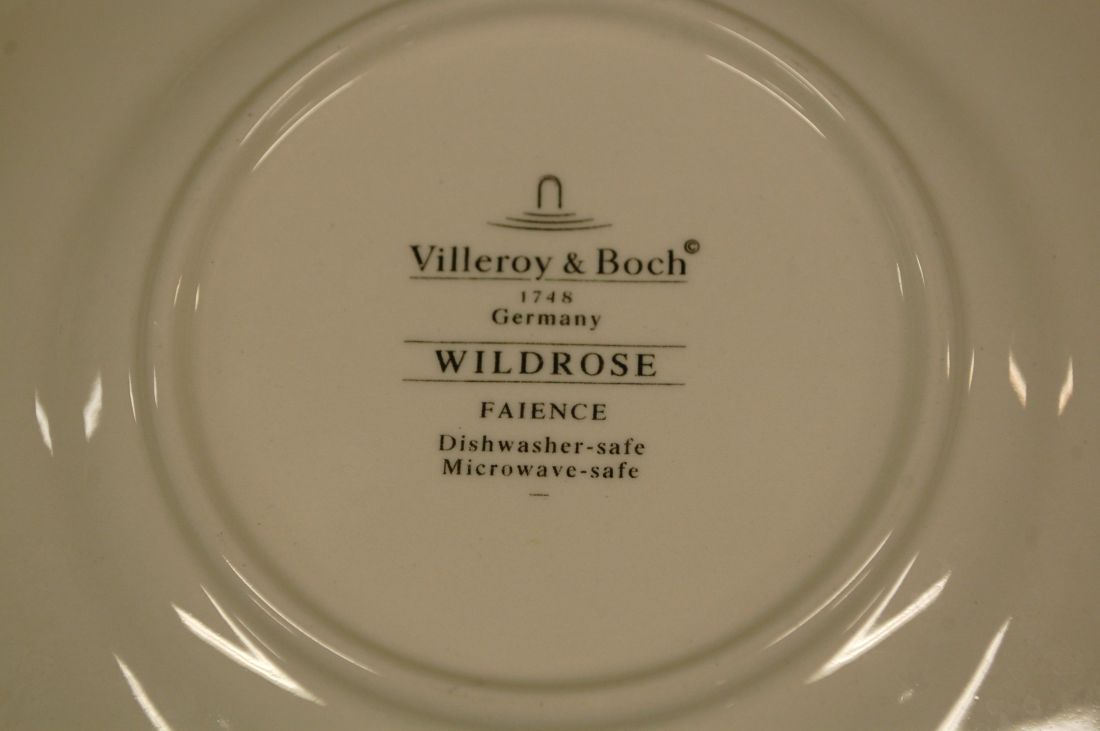 Villeroy & Boch©
1748
Germany
WILDROSE
FAIENCE
Dishwasher-safe
Microwave-safe